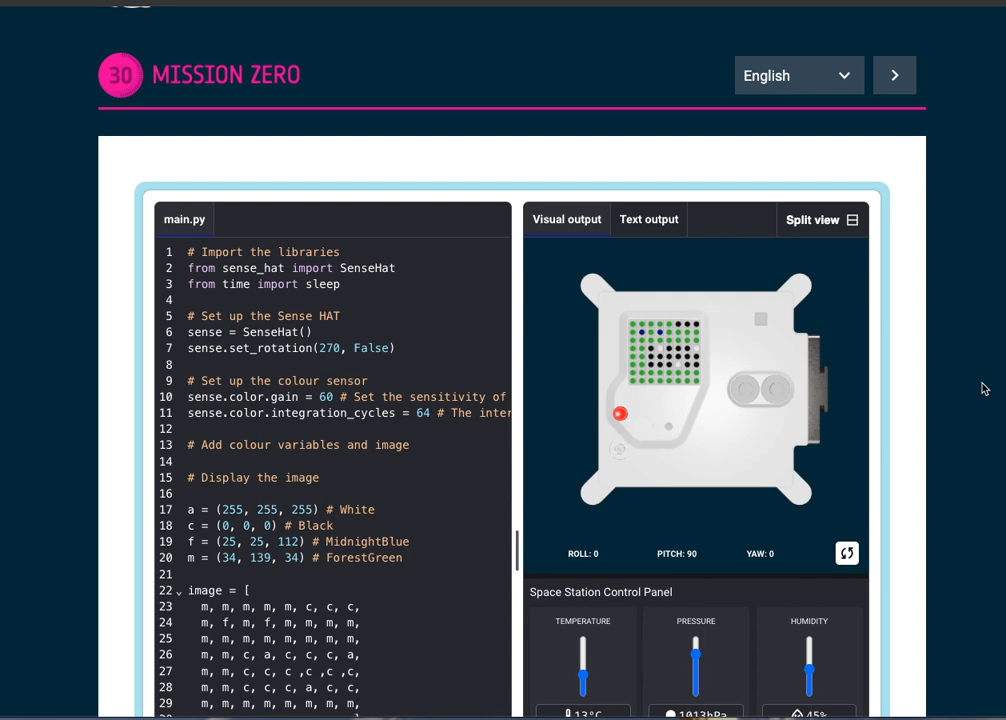 30 MISSION ZERO
English
main.py
Visual output Text output Split view
1 # Import the libraries
2 from sense_hat import SenseHat
3 from time import sleep
4
5 # Set up the Sense HAT
6 sense = SenseHat()
7 sense.set_rotation(270, False)
8
9 # Set up the colour sensor
10 sense.color.gain = 60 # Set the sensitivity of
11 sense.color.integration_cycles = 64 # The inter
12
13 # Add colour variables and image
14
15 # Display the image
16
17 a = (255, 255, 255) # White
18 c = (0, 0, 0) # Black
19 f = (25, 25, 112) # MidnightBlue
20 m = (34, 139, 34) # ForestGreen
21
22 image = [
23 m, m, m, m, m, c, c, c,
24 m, f, m, f, m, m, m, m,
25 m, m, m, m, m, m, m, m,
26 m, m, c, a, c, c, c, a,
27 m, m, c, c, c ,c ,c ,c,
28 m, m, c, c, c, a, c, c,
29 m, m, m, m, m, m, m, m,
ROLL: 0 PITCH: 90 YAW: 0
Space Station Control Panel
TEMPERATURE PRESSURE HUMIDITY
13°C 1013hPa 45%